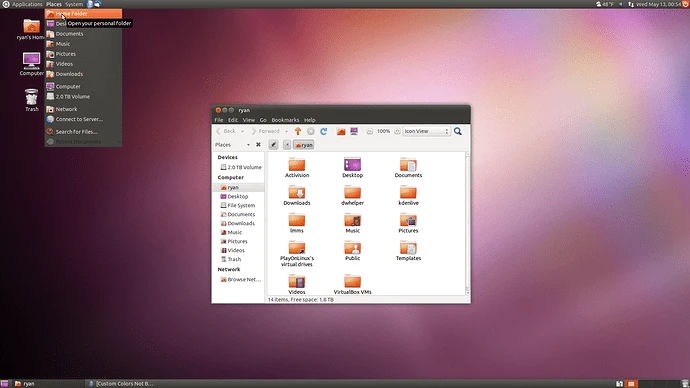 Applications Places System
48 °F Wed May 13, 00:54
ryan's Home
Computer
Trash
Home Folder
Open your personal folder
Documents
Music
Pictures
Videos
Downloads
Computer
2.0 TB Volume
Network
Connect to Server...
Search for Files...
ryan
File Edit View Go Bookmarks Help
Back Forward 100% Icon View
Places ryan
Devices
2.0 TB Volume
Computer
ryan
Desktop
File System
Documents
Downloads
Music
Pictures
Videos
Trash
Network
Browse Net...
Activision Desktop Documents
Downloads dwhelper kdenlive
lmms Music Pictures
PlayOnLinux's
virtual drives
Public Templates
Videos VirtualBox VMs
14 items, Free space: 1.8 TB
ryan [Custom Colors Not B...